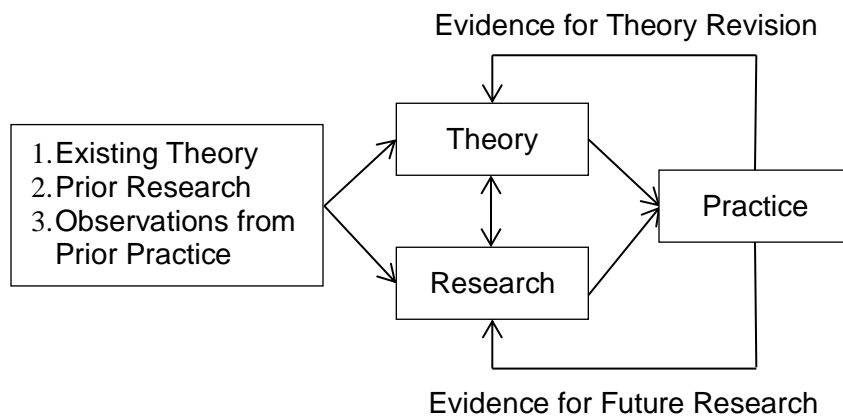 Evidence for Theory Revision
1. Existing Theory
2. Prior Research
3. Observations from
Prior Practice
Theory
Research
Practice
Evidence for Future Research